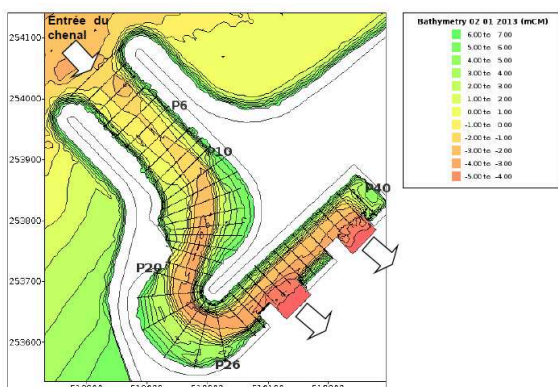 Entrée du
chenal
254100
254000
253900
253800
253700
253600
P6
P10
P20
P26
P40
Bathymetry 02 01 2013 (mCM)
6.00 to 7.00
5.00 to 6.00
4.00 to 5.00
3.00 to 4.00
2.00 to 3.00
1.00 to 2.00
0.00 to 1.00
-1.00 to 0.00
-2.00 to -1.00
-3.00 to -2.00
-4.00 to -3.00
-5.00 to -4.00